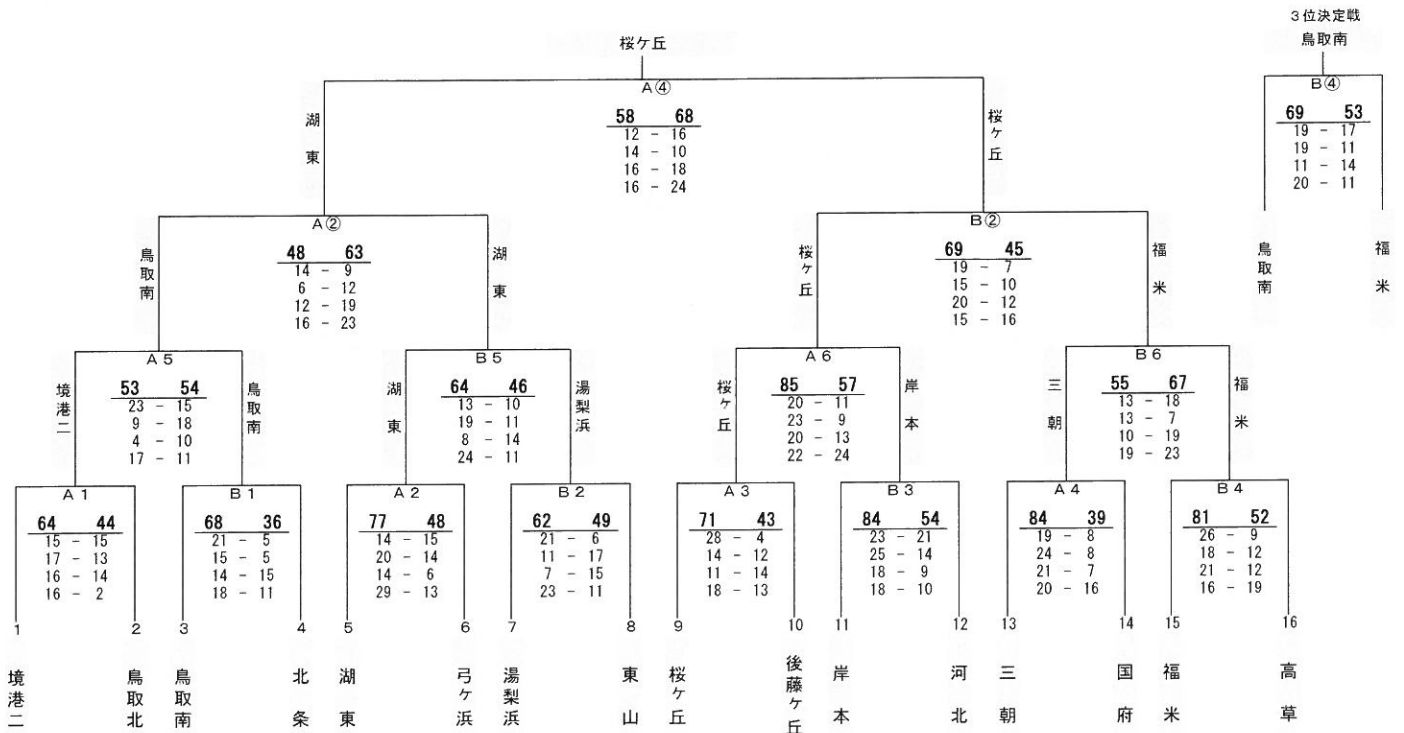 3位決定戦
鳥取南
桜ケ丘
A④
58 68
12 - 16
14 - 10
16 - 18
16 - 24
湖東
桜ヶ丘
B④
69 53
19 - 17
19 - 11
11 - 14
20 - 11
鳥取南
福米
A②
48 63
14 - 9
6 - 12
12 - 19
16 - 23
鳥取南
湖東
B②
69 45
19 - 7
15 - 10
20 - 12
15 - 16
桜ヶ丘
福米
A5
53 54
23 - 15
9 - 18
4 - 10
17 - 11
境港二
鳥取南
B5
64 46
13 - 10
19 - 11
8 - 14
24 - 11
湖東
湯梨浜
A6
85 57
20 - 11
23 - 9
20 - 13
22 - 24
桜ヶ丘
岸本
B6
55 67
13 - 18
13 - 7
10 - 19
19 - 23
三朝
福米
A1
64 44
15 - 15
17 - 13
16 - 14
16 - 2
B1
68 36
21 - 5
15 - 5
14 - 15
18 - 11
A2
77 48
14 - 15
20 - 14
14 - 6
29 - 13
B2
62 49
21 - 6
11 - 17
7 - 15
23 - 11
A3
71 43
28 - 4
14 - 12
11 - 14
18 - 13
B3
84 54
23 - 21
25 - 14
18 - 9
18 - 10
A4
84 39
19 - 8
24 - 8
21 - 7
20 - 16
B4
81 52
26 - 9
18 - 12
21 - 12
16 - 19
1 2 3 4 5 6 7 8 9 10 11 12 13 14 15 16
境港二
鳥取北
鳥取南
北条
湖東
弓ヶ浜
湯梨浜
東山
桜ヶ丘
後藤ヶ丘
岸本
河北
三朝
国府
福米
高草